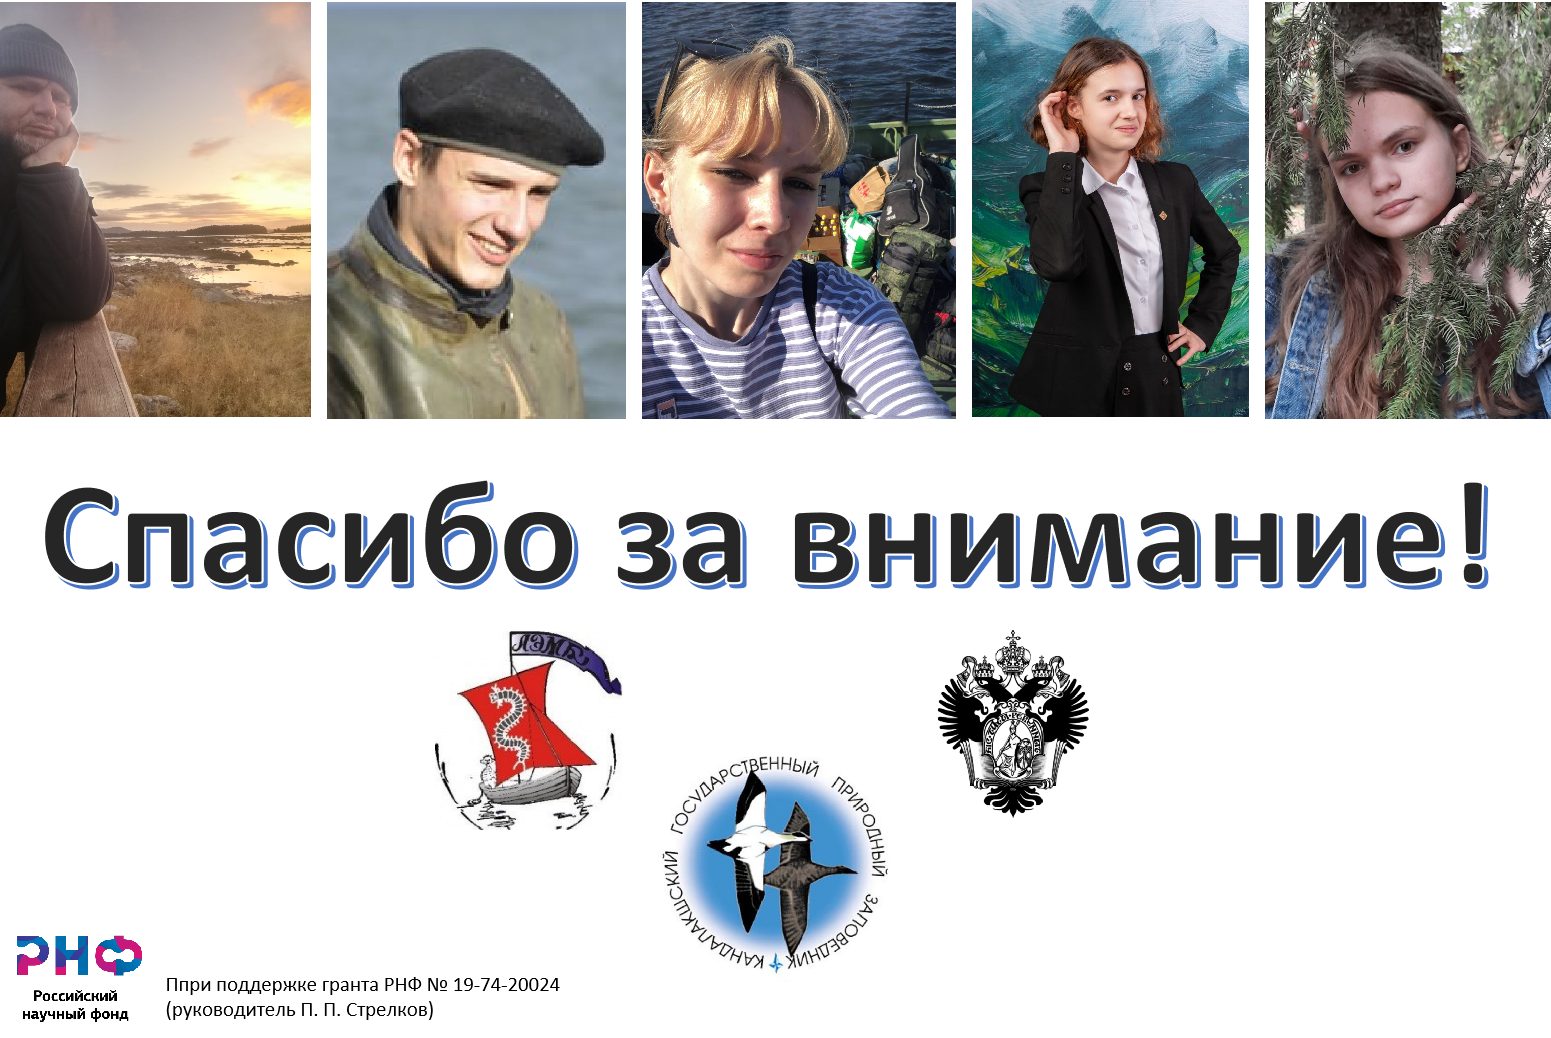 Спасибо за внимание!
ЛЭМБ
КАНДАЛАКШСКИЙ ГОСУДАРСТВЕННЫЙ ПРИРОДНЫЙ ЗАПОВЕДНИК
РНФ
Российский
научный фонд
Ппри поддержке гранта РНФ № 19-74-20024
(руководитель П. П. Стрелков)